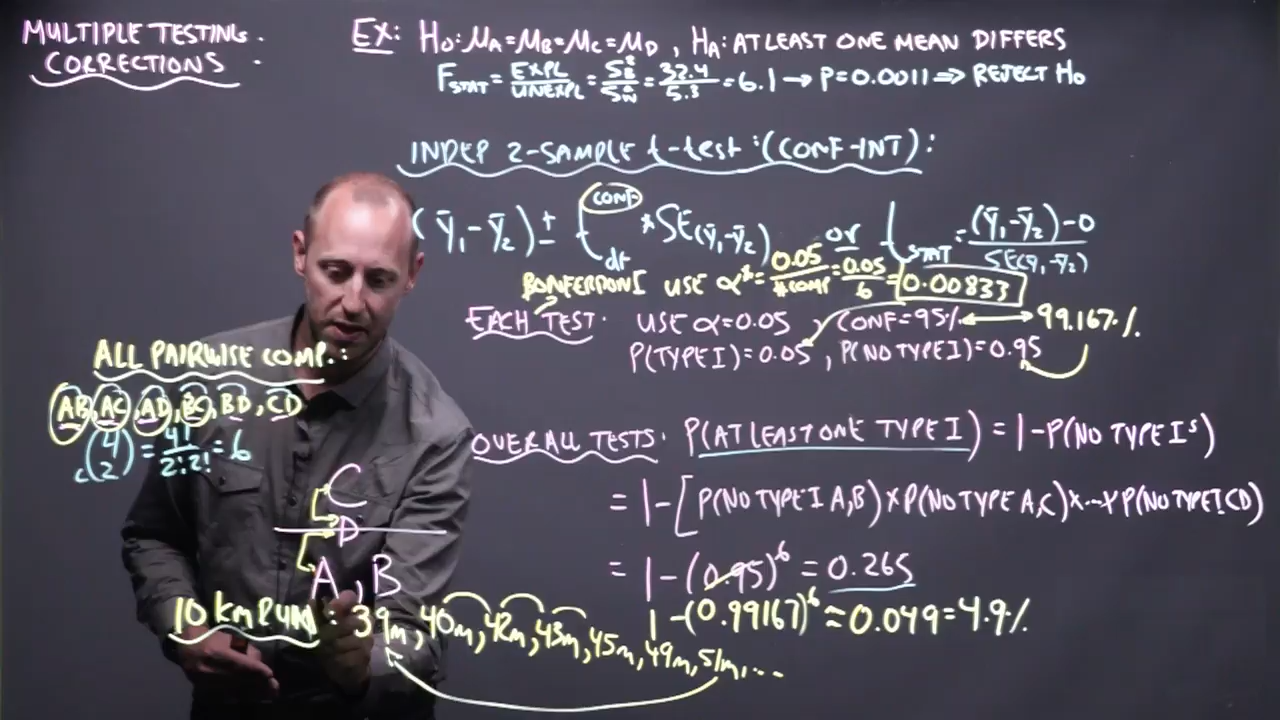 MULTIPLE TESTING
CORRECTIONS
EX: H0: μA=μB=μC=μD , HA: AT LEAST ONE MEAN DIFFERS
FSTAT = EXPL/UNEXPL = S²B/S²W = 32.4/5.3 = 6.1 → P=0.0011 ⇒ REJECT H0
INDEP 2-SAMPLE t-test: (CONF-INT):
(ȳ1-ȳ2) ± t CONF df * SE(ȳ1-ȳ2) or tSTAT = (ȳ1-ȳ2)-0 / SE(ȳ1-ȳ2)
BONFERRONI USE α* = 0.05/#COMP = 0.05/6 = 0.00833
EACH TEST: USE α=0.05 CONF=95% ↔ 99.167%
P(TYPE I)=0.05, P(NO TYPE I)=0.95
ALL PAIRWISE COMP.:
AB, AC, AD, BC, BD, CD
(4 2) = 4!/2!2! = 6
OVERALL TESTS: P(AT LEAST ONE TYPE I) = 1-P(NO TYPE I's)
= 1-[P(NO TYPE I A,B)×P(NO TYPE A,C)×...×P(NO TYPE I CD)
= 1-(0.95)^6 = 0.265
1-(0.99167)^6 ≈ 0.049 = 4.9%
C
D
A, B
10 km RUN: 39m, 40m, 42m, 43m, 45m, 49m, 51m, ...